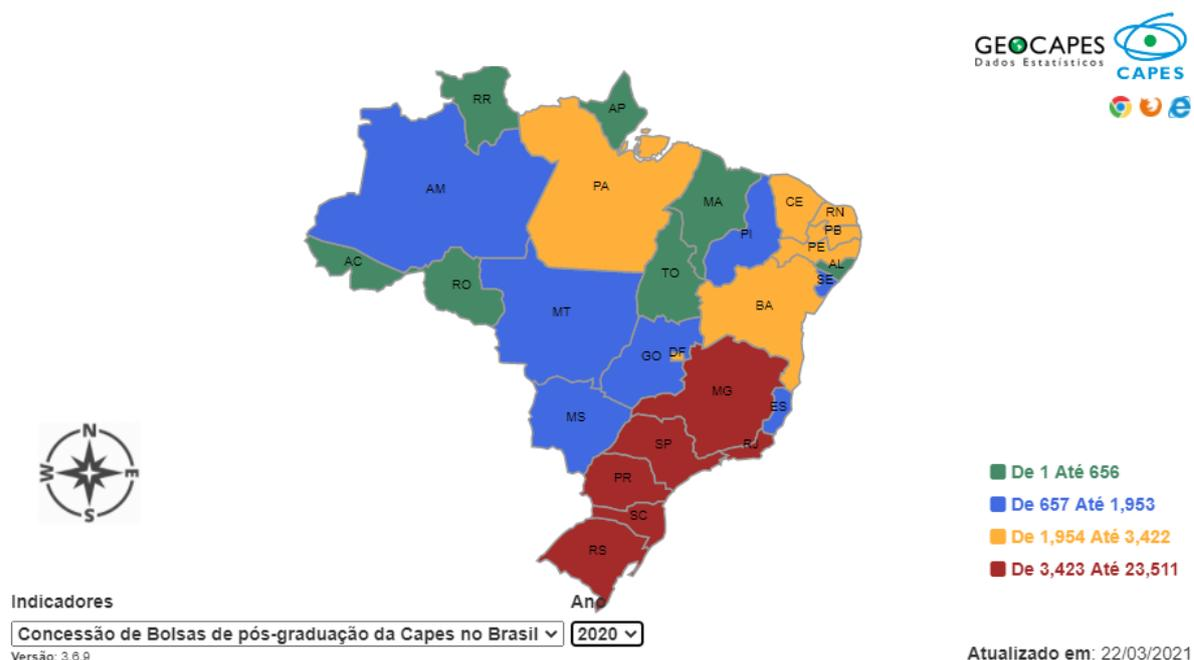 GEOCAPES
Dados Estatísticos
CAPES
RR
AP
AM
PA
MA
CE
RN
PB
PI
PE
AC
AL
TO
SE
RO
BA
MT
GO
DF
MG
MS
ES
SP
RJ
PR
SC
RS
N
W
E
S
De 1 Até 656
De 657 Até 1,953
De 1,954 Até 3,422
De 3,423 Até 23,511
Indicadores
Ano
Concessão de Bolsas de pós-graduação da Capes no Brasil
2020
Versão: 3.6.9
Atualizado em: 22/03/2021